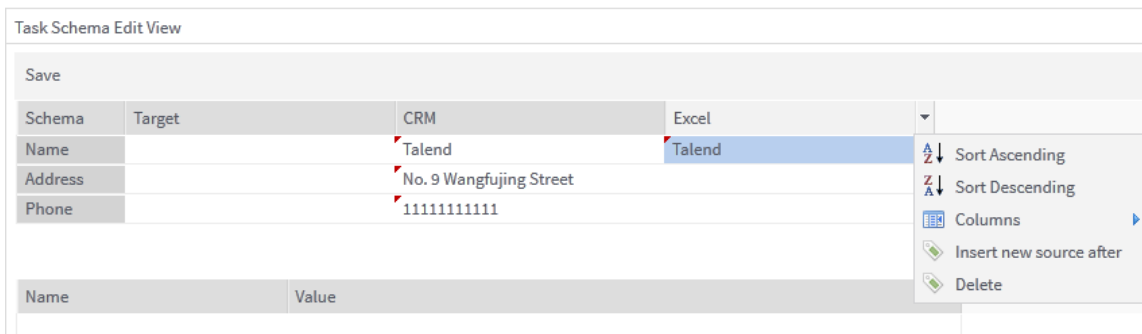 Task Schema Edit View
Save
Schema Target CRM Excel
Name Talend Talend
Address No. 9 Wangfujing Street
Phone 11111111111
Sort Ascending
Sort Descending
Columns
Insert new source after
Delete
Name Value